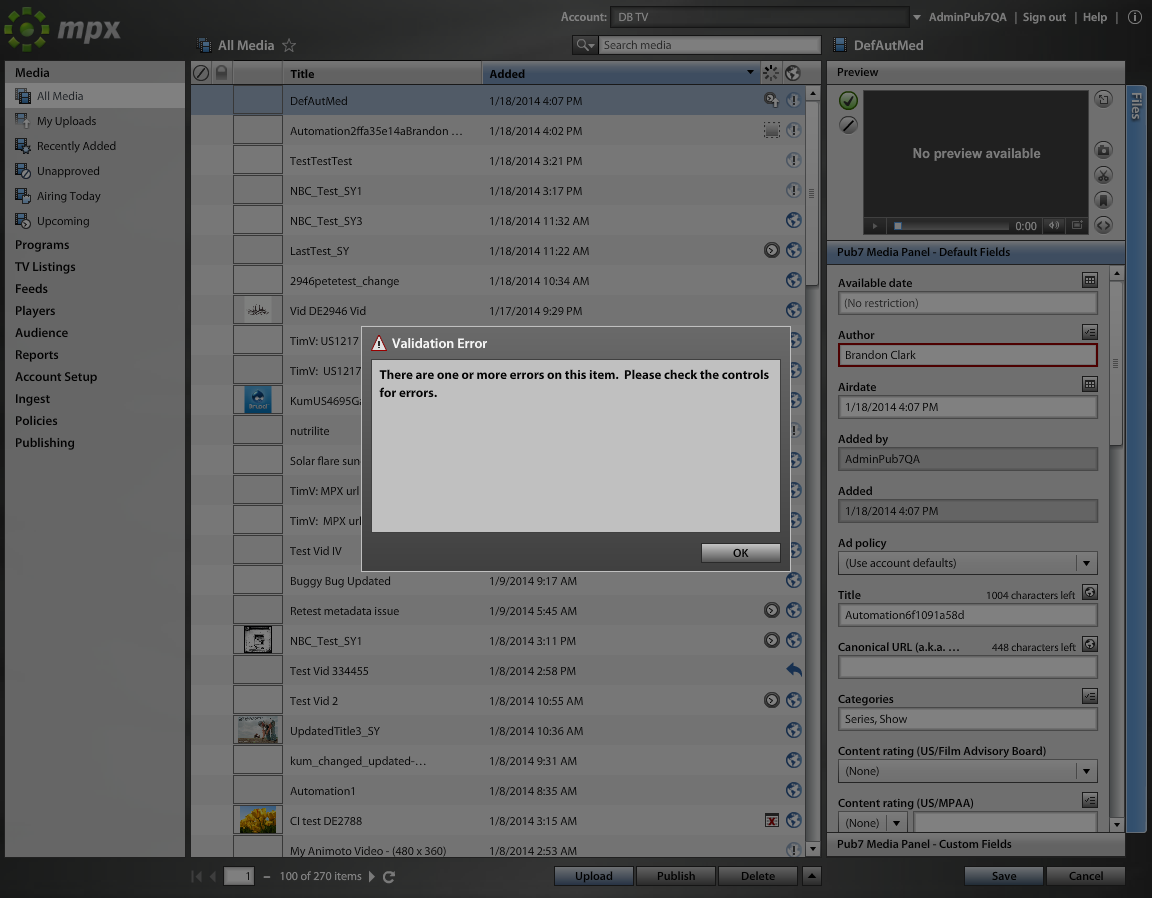 mpx
Account: DB TV AdminPub7QA | Sign out | Help |
All Media
Search media
DefAutMed
Media
All Media
My Uploads
Recently Added
Unapproved
Airing Today
Upcoming
Programs
TV Listings
Feeds
Players
Audience
Reports
Account Setup
Ingest
Policies
Publishing
Title Added
DefAutMed 1/18/2014 4:07 PM
Automation2ffa35e14aBrandon ... 1/18/2014 4:02 PM
TestTestTest 1/18/2014 3:21 PM
NBC_Test_SY1 1/18/2014 3:17 PM
NBC_Test_SY3 1/18/2014 11:32 AM
LastTest_SY 1/18/2014 11:22 AM
2946petetest_change 1/18/2014 10:34 AM
Vid DE2946 Vid 1/17/2014 9:29 PM
TimV: US1217
TimV: US1217
KumUS4695Ga
nutrilite
Solar flare sun
TimV: MPX url
TimV: MPX url
Test Vid IV
Buggy Bug Updated 1/9/2014 9:17 AM
Retest metadata issue 1/9/2014 5:45 AM
NBC_Test_SY1 1/8/2014 3:11 PM
Test Vid 334455 1/8/2014 2:58 PM
Test Vid 2 1/8/2014 10:55 AM
UpdatedTitle3_SY 1/8/2014 10:36 AM
kum_changed_updated-... 1/8/2014 9:31 AM
Automation1 1/8/2014 8:35 AM
CI test DE2788 1/8/2014 3:15 AM
My Animoto Video - (480 x 360) 1/8/2014 2:53 AM
Validation Error
There are one or more errors on this item. Please check the controls
for errors.
OK
1 – 100 of 270 items
Upload Publish Delete
Preview
No preview available
0:00
Files
Pub7 Media Panel - Default Fields
Available date
(No restriction)
Author
Brandon Clark
Airdate
1/18/2014 4:07 PM
Added by
AdminPub7QA
Added
1/18/2014 4:07 PM
Ad policy
(Use account defaults)
Title 1004 characters left
Automation6f1091a58d
Canonical URL (a.k.a. ... 448 characters left
Categories
Series, Show
Content rating (US/Film Advisory Board)
(None)
Content rating (US/MPAA)
(None)
Pub7 Media Panel - Custom Fields
Save Cancel